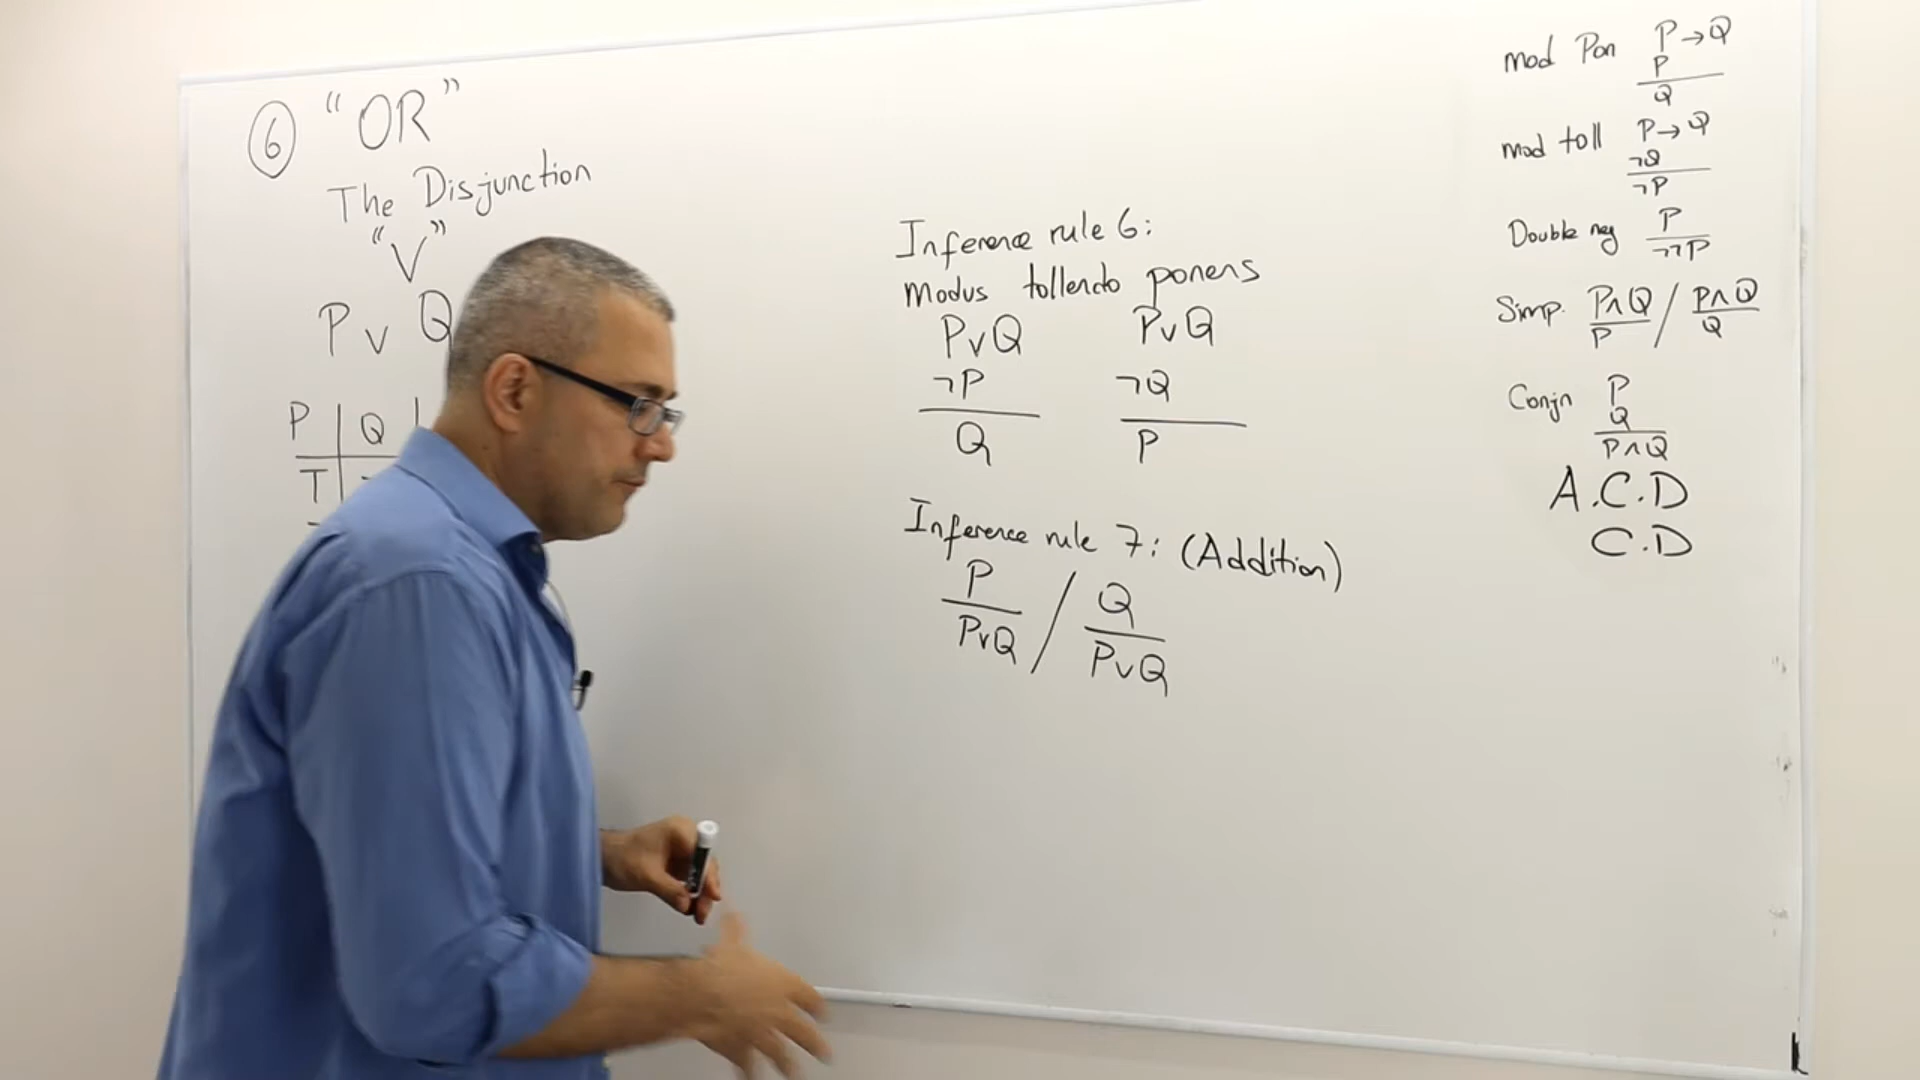 ⑥ "OR"
The Disjunction
"V"
P ∨ Q
P | Q
T
Inference rule 6:
Modus tollendo ponens
P∨Q P∨Q
¬P ¬Q
Q P
Inference rule 7: (Addition)
P / Q
P∨Q P∨Q
mod Pon P→Q
P
Q
mod toll P→Q
¬Q
¬P
Double neg P
¬¬P
Simp. P∧Q / P∧Q
P Q
Conjn P
Q
P∧Q
A.C.D
C.D